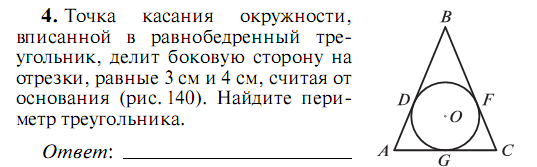 4. Точка касания окружности,
вписанной в равнобедренный тре-
угольник, делит боковую сторону на
отрезки, равные 3 см и 4 см, считая от
основания (рис. 140). Найдите пери-
метр треугольника.
Ответ:
B
D
F
O
A
G
C